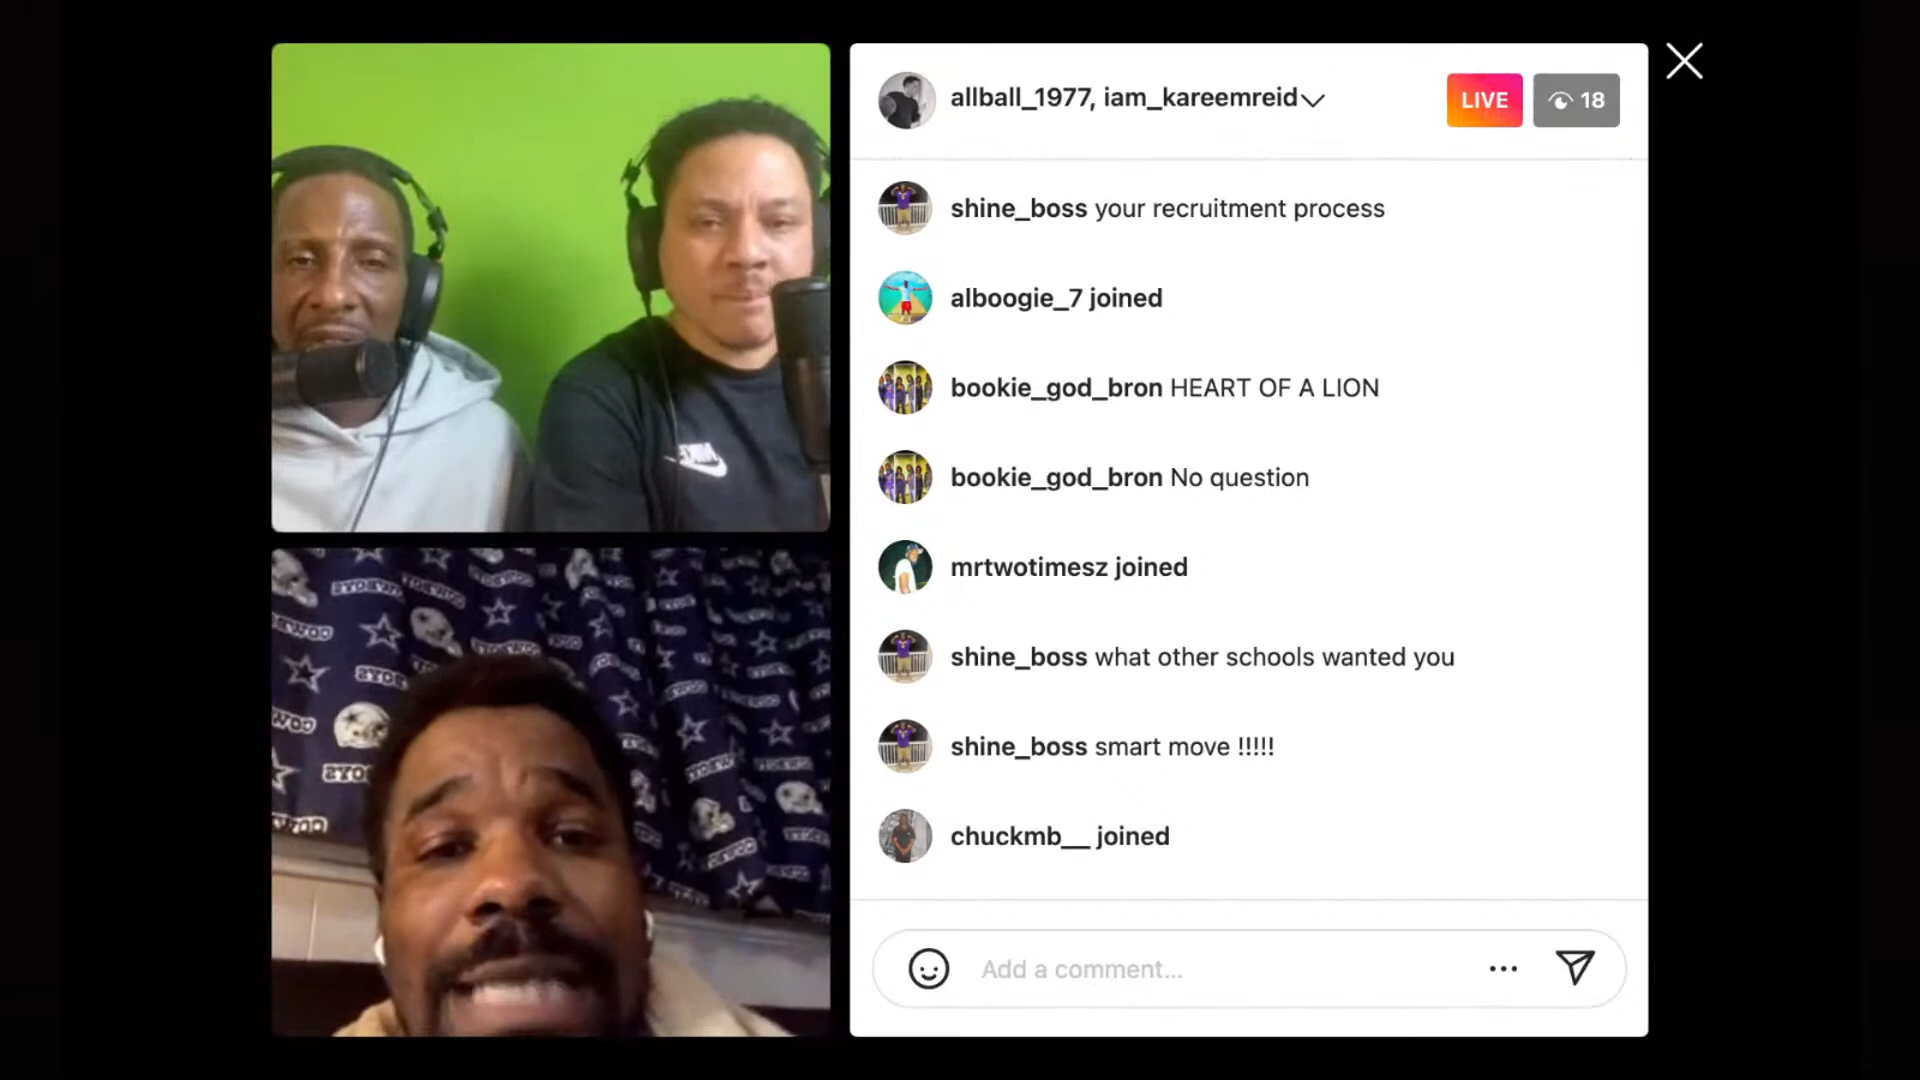 allball_1977, iam_kareemreid
LIVE
18
shine_boss your recruitment process
alboogie_7 joined
bookie_god_bron HEART OF A LION
bookie_god_bron No question
mrtwotimesz joined
shine_boss what other schools wanted you
shine_boss smart move !!!!!
chuckmb__ joined
Add a comment...